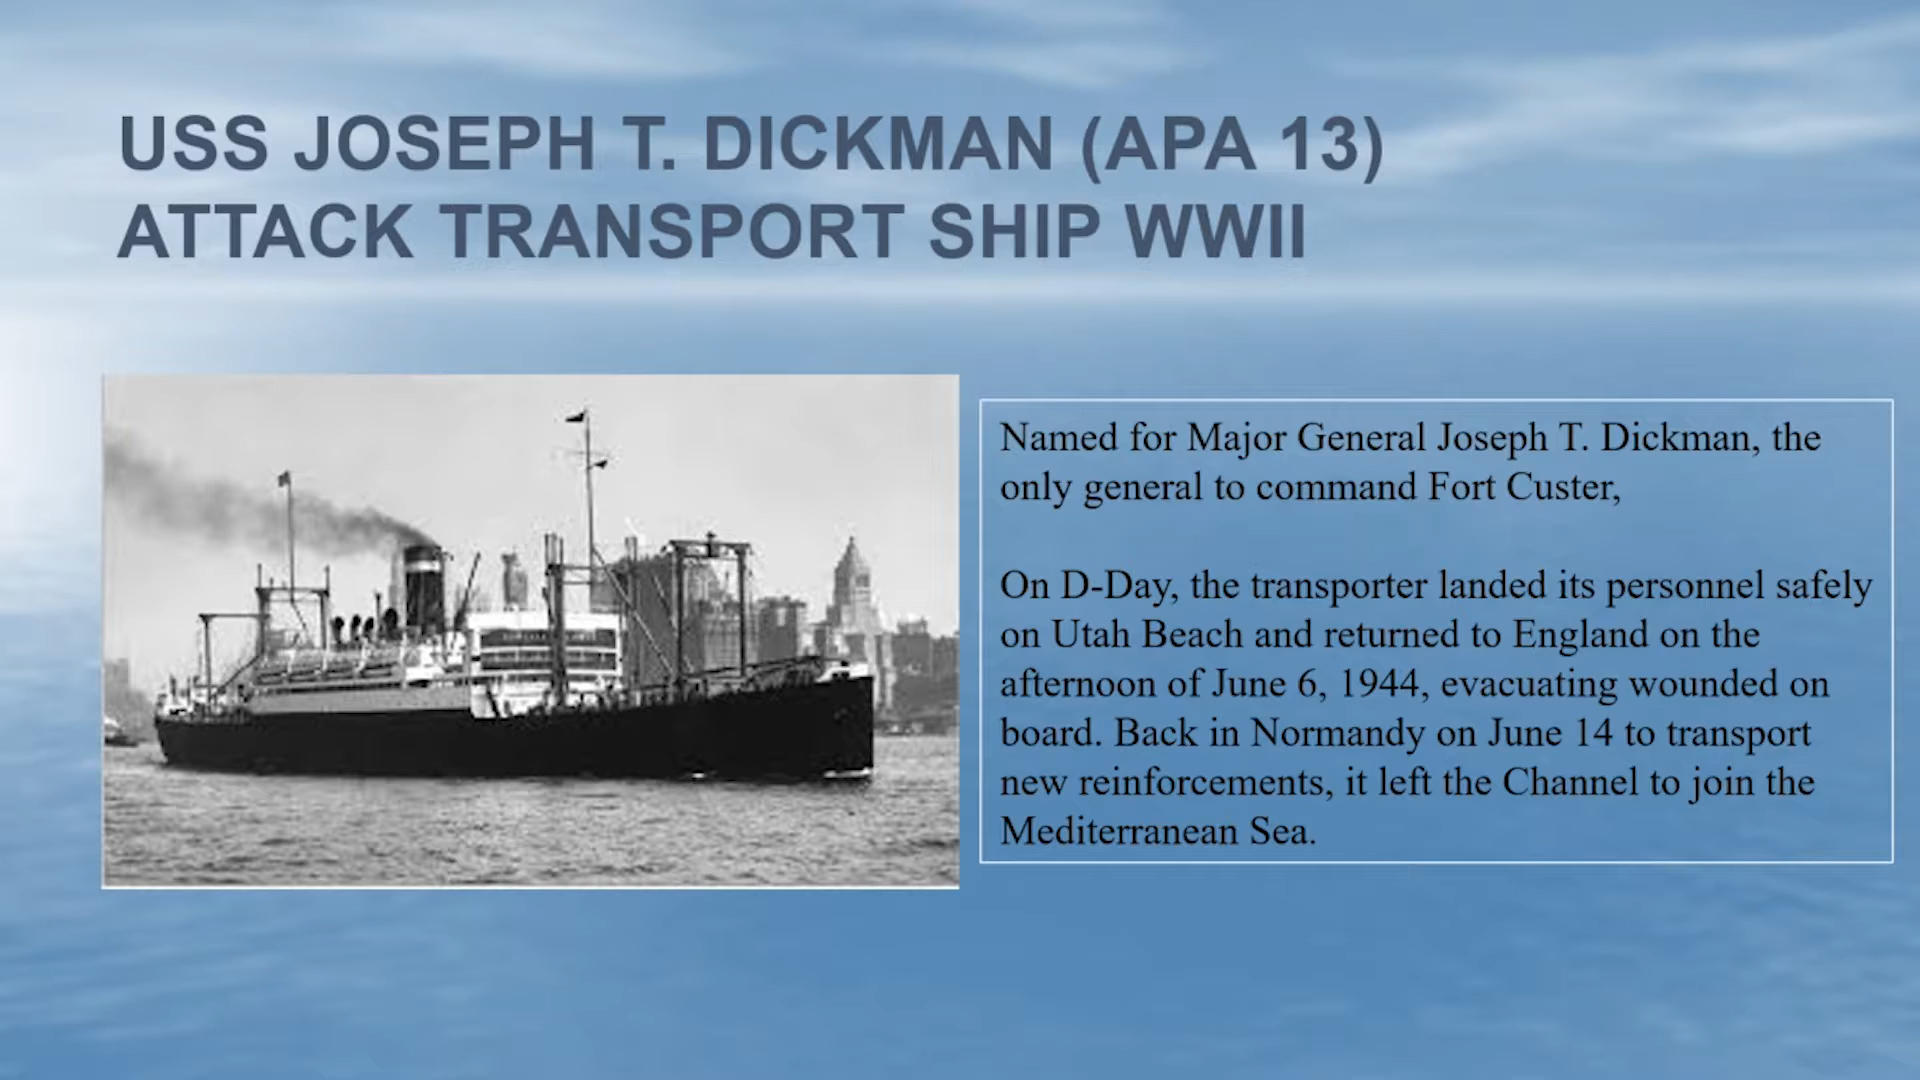 USS JOSEPH T. DICKMAN (APA 13)
ATTACK TRANSPORT SHIP WWII
Named for Major General Joseph T. Dickman, the
only general to command Fort Custer,
On D-Day, the transporter landed its personnel safely
on Utah Beach and returned to England on the
afternoon of June 6, 1944, evacuating wounded on
board. Back in Normandy on June 14 to transport
new reinforcements, it left the Channel to join the
Mediterranean Sea.